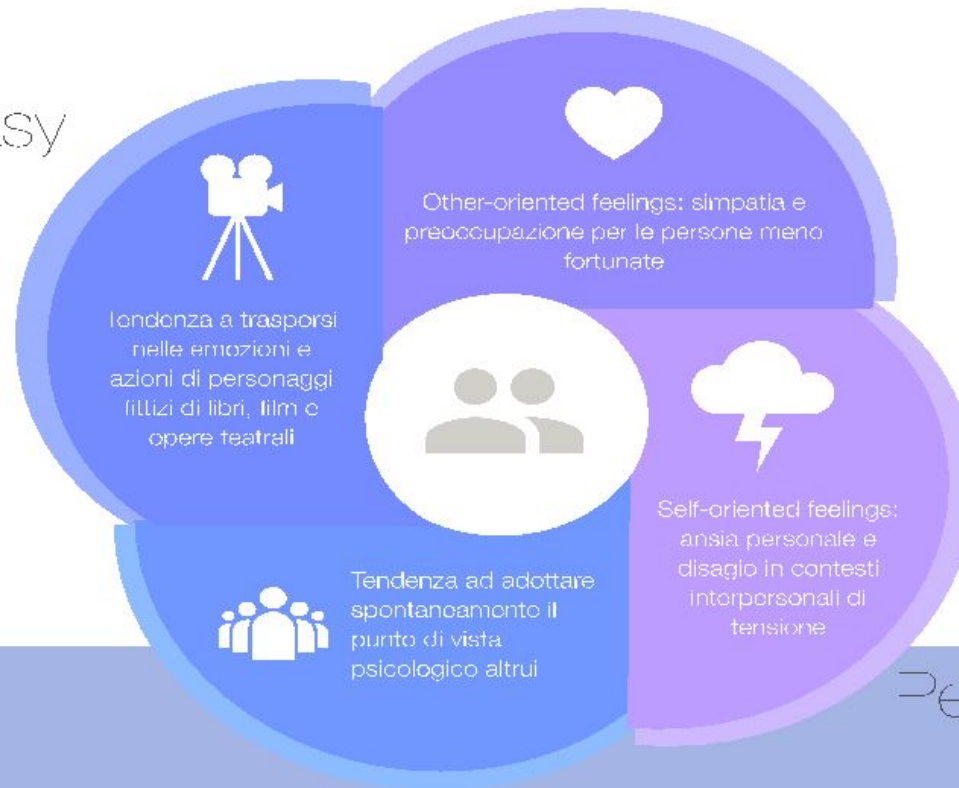 Other-oriented feelings: simpatia e
preoccupazione per le persone meno
fortunate
Tendenza a trasporsi
nelle emozioni e
azioni di personaggi
fittizi di libri, film e
opere teatrali
Self-oriented feelings:
ansia personale e
disagio in contesti
interpersonali di
tensione
Tendenza ad adottare
spontaneamente il
punto di vista
psicologico altrui